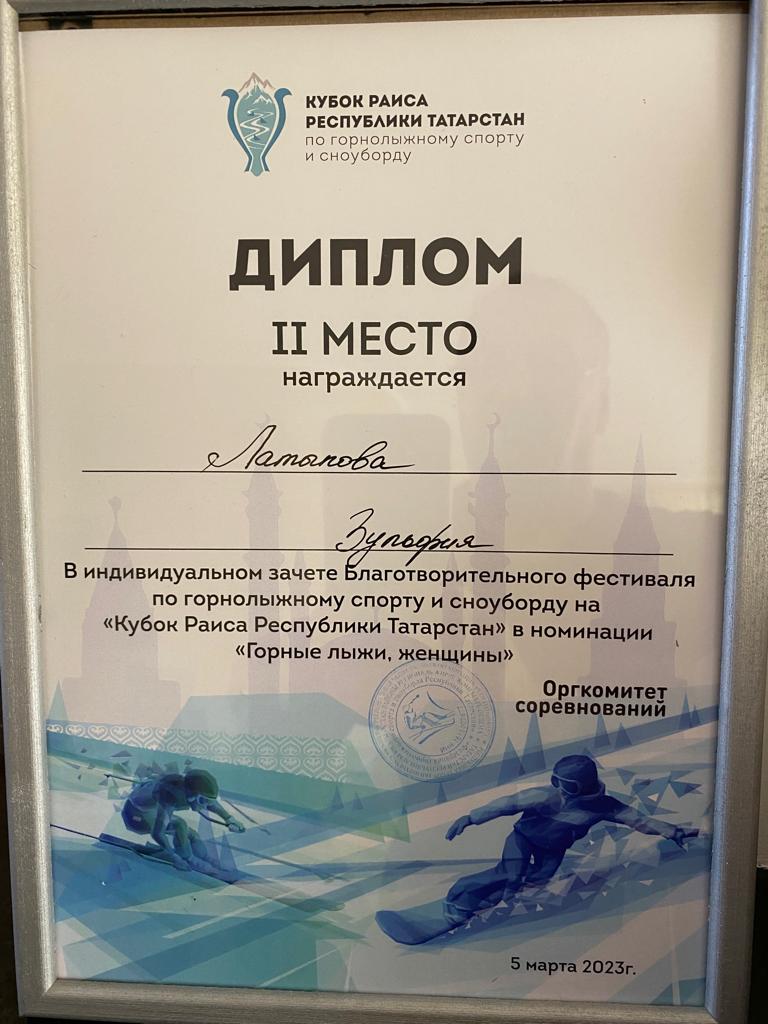 КУБОК РАИСА
РЕСПУБЛИКИ ТАТАРСТАН
по горнолыжному спорту
и сноуборду
ДИПЛОМ
II МЕСТО
награждается
Латыпова
Зульфия
В индивидуальном зачете Благотворительного фестиваля
по горнолыжному спорту и сноуборду на
«Кубок Раиса Республики Татарстан» в номинации
«Горные лыжи, женщины»
Оргкомитет
соревнований
5 марта 2023г.